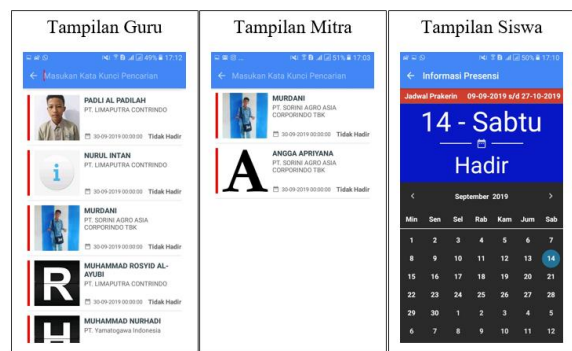 Tampilan Guru
49% 17:12
Masukan Kata Kunci Pencarian
PADLI AL PADILAH
PT. LIMAPUTRA CONTRINDO
30-09-2019 00:00:00 Tidak Hadir
NURUL INTAN
PT. LIMAPUTRA CONTRINDO
30-09-2019 00:00:00 Tidak Hadir
MURDANI
PT. SORINI AGRO ASIA
CORPORINDO TBK
30-09-2019 00:00:00 Tidak Hadir
R
MUHAMMAD ROSYID AL-
AYUBI
PT. LIMAPUTRA CONTRINDO
30-09-2019 00:00:00 Tidak Hadir
MUHAMMAD NURHADI
PT. Yamatogawa Indonesia
Tampilan Mitra
51% 17:03
Masukan Kata Kunci Pencarian
MURDANI
PT. SORINI AGRO ASIA
CORPORINDO TBK
30-09-2019 00:00:00 Tidak Hadir
A
ANGGA APRIYANA
PT. SORINI AGRO ASIA
CORPORINDO TBK
30-09-2019 00:00:00 Tidak Hadir
Tampilan Siswa
50% 17:10
Informasi Presensi
Jadwal Prakerin 09-09-2019 s/d 27-10-2019
14 - Sabtu
Hadir
September 2019
Min Sen Sel Rab Kam Jum Sab
1 2 3 4 5 6 7
8 9 10 11 12 13 14
15 16 17 18 19 20 21
22 23 24 25 26 27 28
29 30 1 2 3 4 5
6 7 8 9 10 11 12